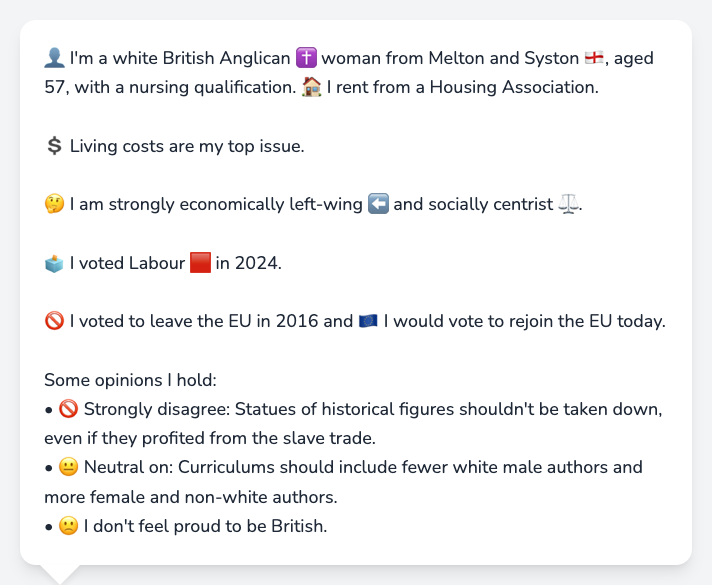 👤 I'm a white British Anglican ✝️ woman from Melton and Syston 🏴󠁧󠁢󠁥󠁮󠁧󠁿, aged
57, with a nursing qualification. 🏠 I rent from a Housing Association.
💲 Living costs are my top issue.
🤔 I am strongly economically left-wing ⬅️ and socially centrist ⚖️.
🗳️ I voted Labour 🟥 in 2024.
🚫 I voted to leave the EU in 2016 and 🇪🇺 I would vote to rejoin the EU today.
Some opinions I hold:
• 🚫 Strongly disagree: Statues of historical figures shouldn't be taken down,
even if they profited from the slave trade.
• 😐 Neutral on: Curriculums should include fewer white male authors and
more female and non-white authors.
• 🙁 I don't feel proud to be British.